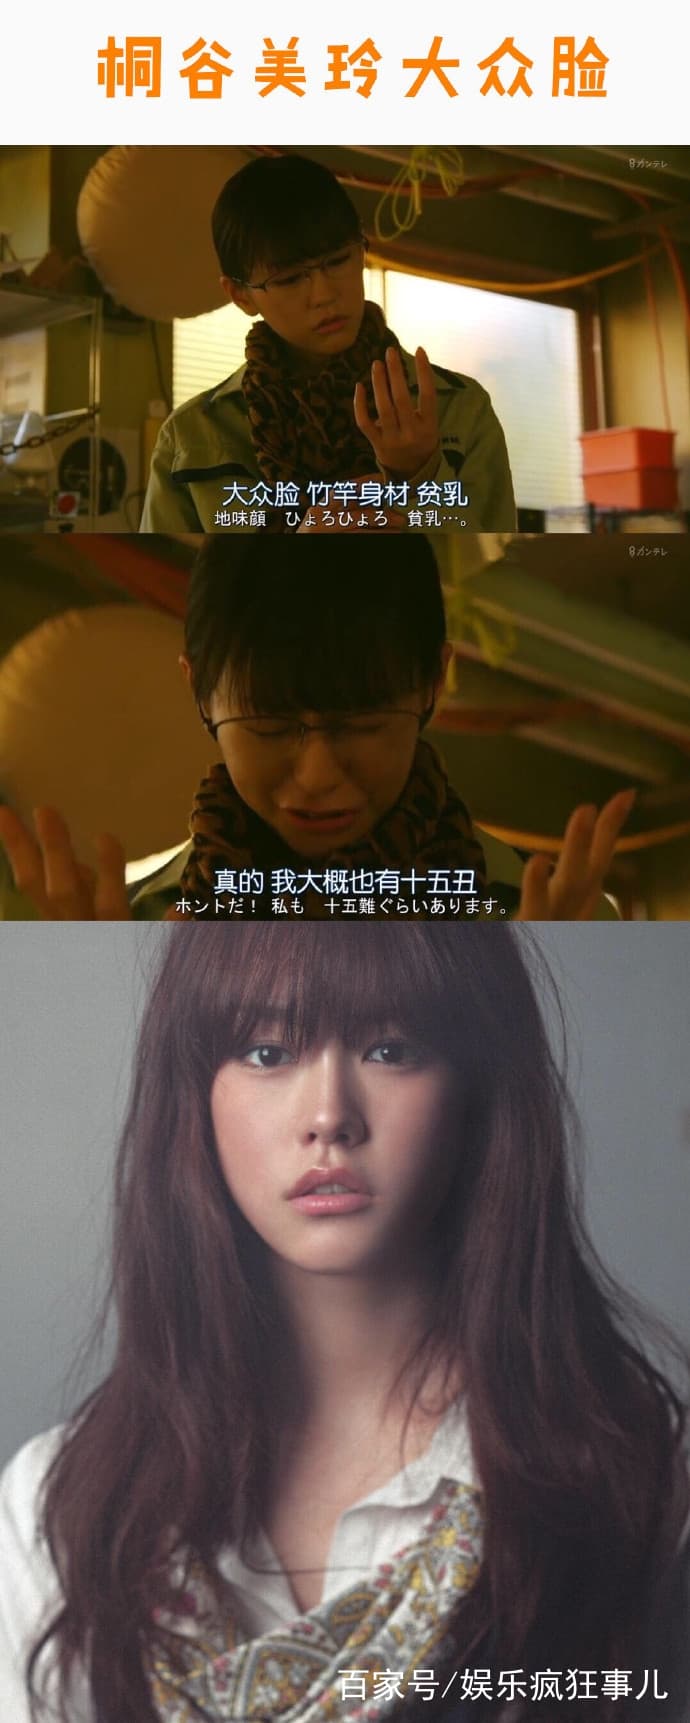 桐谷美玲大众脸
8カンテレ
大众脸 竹竿身材 贫乳
地味顔 ひょろひょろ 貧乳…。
8カンテレ
真的 我大概也有十五丑
ホントだ！ 私も 十五難ぐらいあります。
百家号/娱乐疯狂事儿